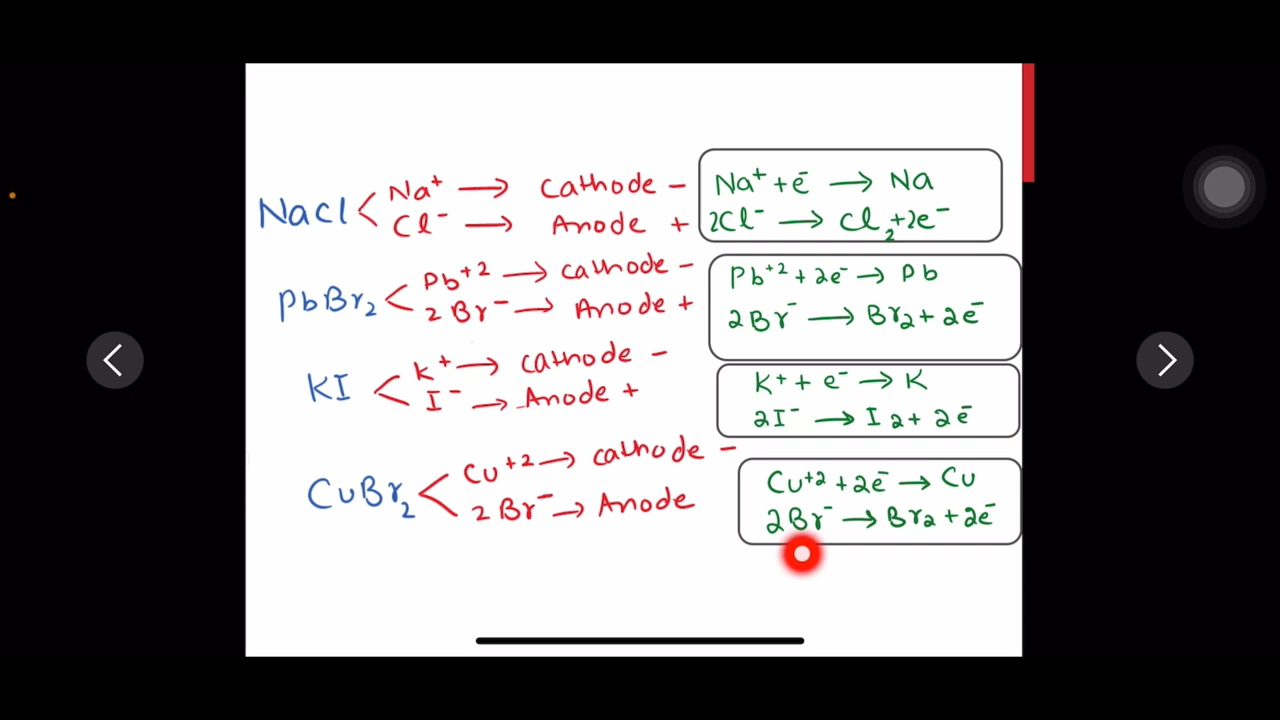 NaCl < Na⁺ → Cathode − Na⁺ + e⁻ → Na
Cl⁻ → Anode + 2Cl⁻ → Cl₂ + 2e⁻
PbBr₂ < Pb⁺² → cathode − Pb⁺² + 2e⁻ → Pb
2Br⁻ → Anode + 2Br⁻ → Br₂ + 2e⁻
KI < K⁺ → cathode − K⁺ + e⁻ → K
I⁻ → Anode + 2I⁻ → I₂ + 2e⁻
CuBr₂ < Cu⁺² → cathode − Cu⁺² + 2e⁻ → Cu
2Br⁻ → Anode 2Br⁻ → Br₂ + 2e⁻